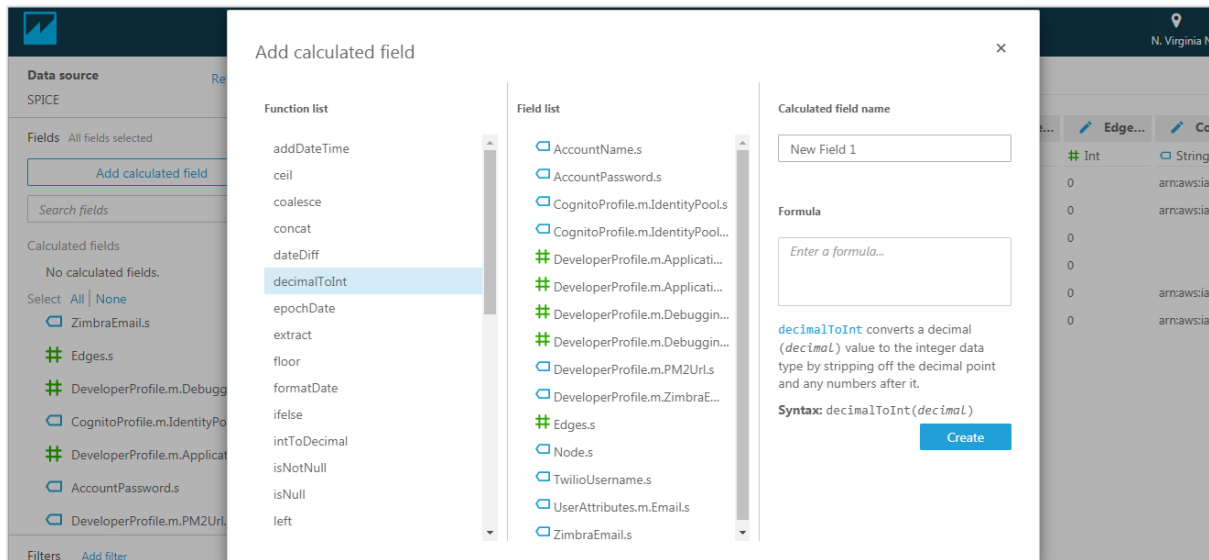 N. Virginia N
Data source
Re
SPICE
Fields All fields selected
Add calculated field
Search fields
Calculated fields
No calculated fields.
Select All | None
ZimbraEmail.s
Edges.s
DeveloperProfile.m.Debugg
CognitoProfile.m.IdentityPo
DeveloperProfile.m.Applicat
AccountPassword.s
DeveloperProfile.m.PM2Url.
Filters Add filter
Add calculated field
×
Function list
addDateTime
ceil
coalesce
concat
dateDiff
decimalToInt
epochDate
extract
floor
formatDate
ifelse
intToDecimal
isNotNull
isNull
left
Field list
AccountName.s
AccountPassword.s
CognitoProfile.m.IdentityPool.s
CognitoProfile.m.IdentityPool...
DeveloperProfile.m.Applicati...
DeveloperProfile.m.Applicati...
DeveloperProfile.m.Debuggin...
DeveloperProfile.m.Debuggin...
DeveloperProfile.m.PM2Url.s
DeveloperProfile.m.ZimbraE...
Edges.s
Node.s
TwilioUsername.s
UserAttributes.m.Email.s
ZimbraEmail.s
Calculated field name
New Field 1
Formula
Enter a formula...
decimalToInt converts a decimal
(decimal) value to the integer data
type by stripping off the decimal point
and any numbers after it.
Syntax: decimalToInt(decimal)
Create
e... Edge... Co
# Int String
0 arn:aws:ia
0 arn:aws:ia
0
0
0 arn:aws:ia
0 arn:aws:ia